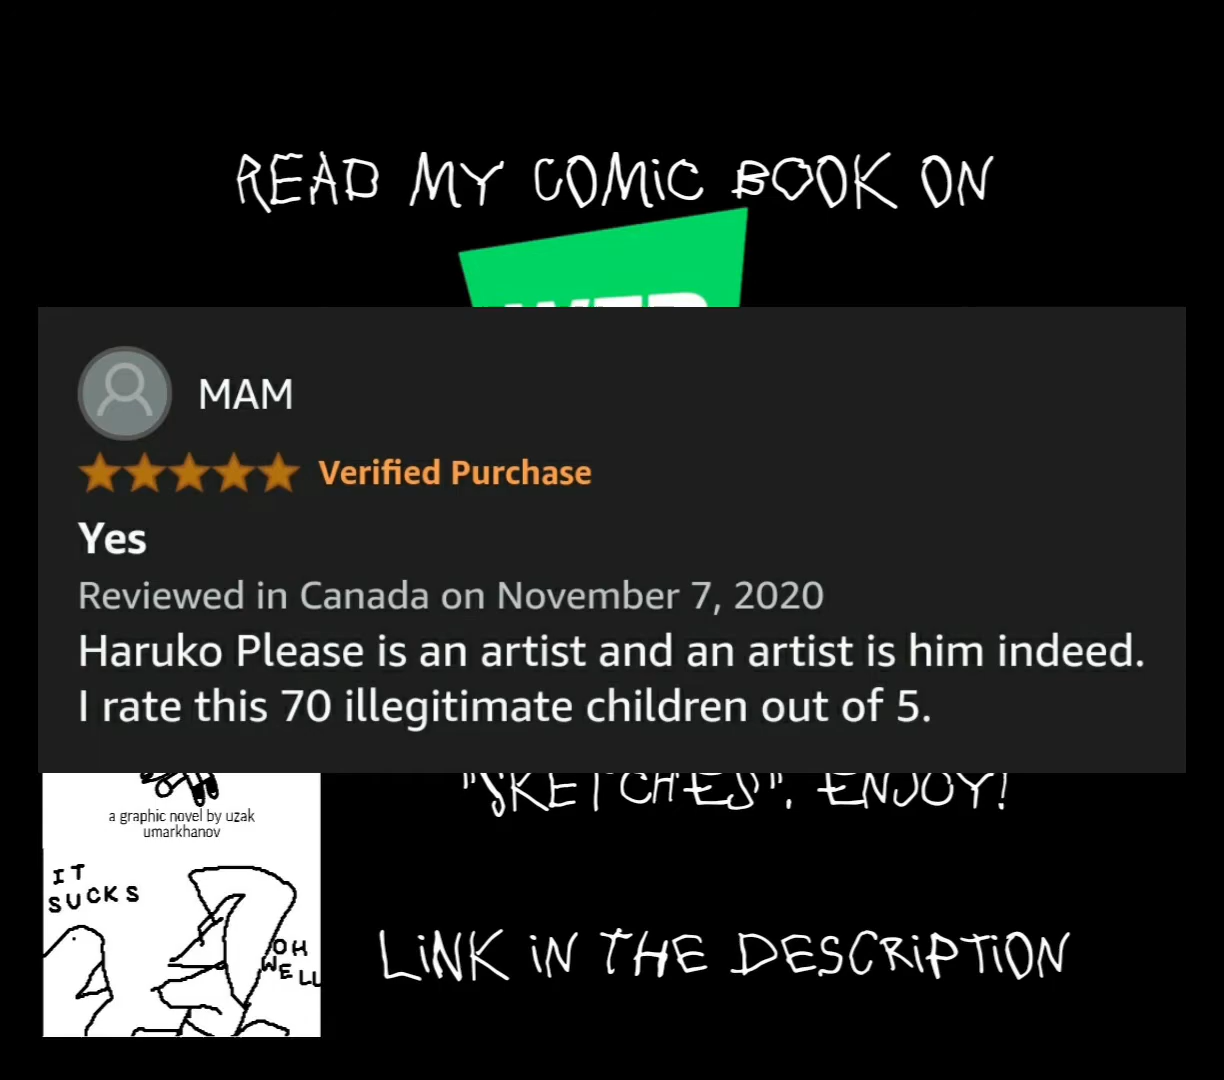 READ MY COMiC BOOK ON
MAM
Verified Purchase
Yes
Reviewed in Canada on November 7, 2020
Haruko Please is an artist and an artist is him indeed.
I rate this 70 illegitimate children out of 5.
"SKETCHES". ENJOY!
a graphic novel by uzak
umarkhanov
IT
SUCKS
OH
WELL
LiNK iN THE DESCRiPTiON